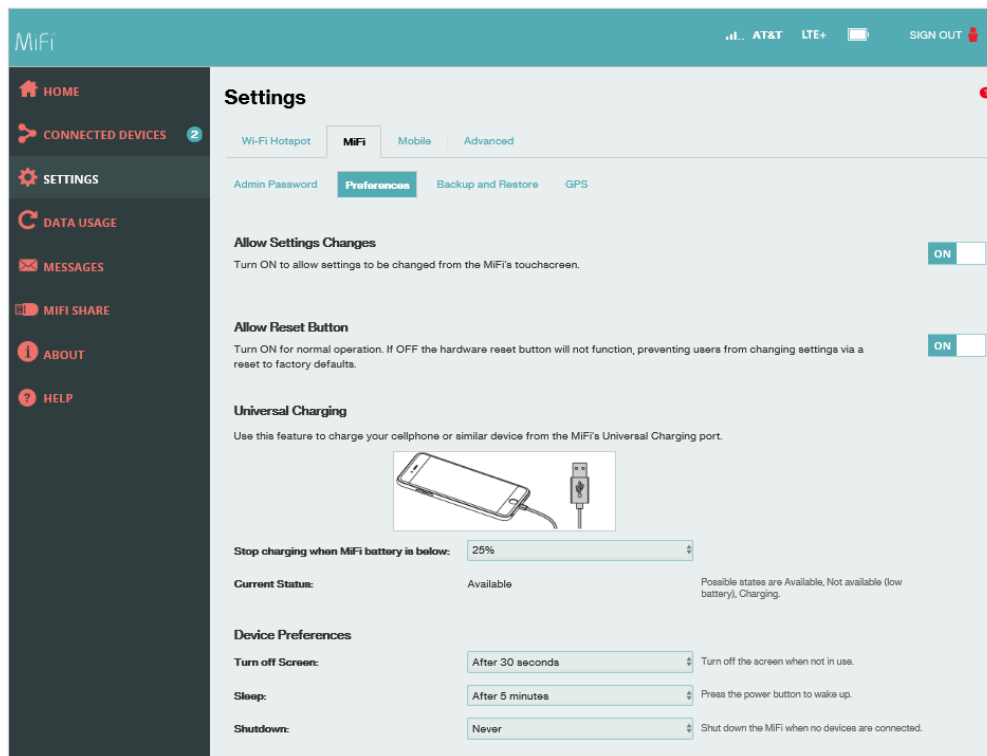 MiFi
AT&T LTE+ SIGN OUT
HOME
CONNECTED DEVICES 2
SETTINGS
DATA USAGE
MESSAGES
MIFI SHARE
ABOUT
HELP
Settings
Wi-Fi Hotspot MiFi Mobile Advanced
Admin Password Preferences Backup and Restore GPS
Allow Settings Changes
Turn ON to allow settings to be changed from the MiFi's touchscreen.
ON
Allow Reset Button
Turn ON for normal operation. If OFF the hardware reset button will not function, preventing users from changing settings via a
reset to factory defaults.
ON
Universal Charging
Use this feature to charge your cellphone or similar device from the MiFi's Universal Charging port.
Stop charging when MiFi battery is below: 25%
Current Status: Available Possible states are Available, Not available (low
battery), Charging.
Device Preferences
Turn off Screen: After 30 seconds Turn off the screen when not in use.
Sleep: After 5 minutes Press the power button to wake up.
Shutdown: Never Shut down the MiFi when no devices are connected.